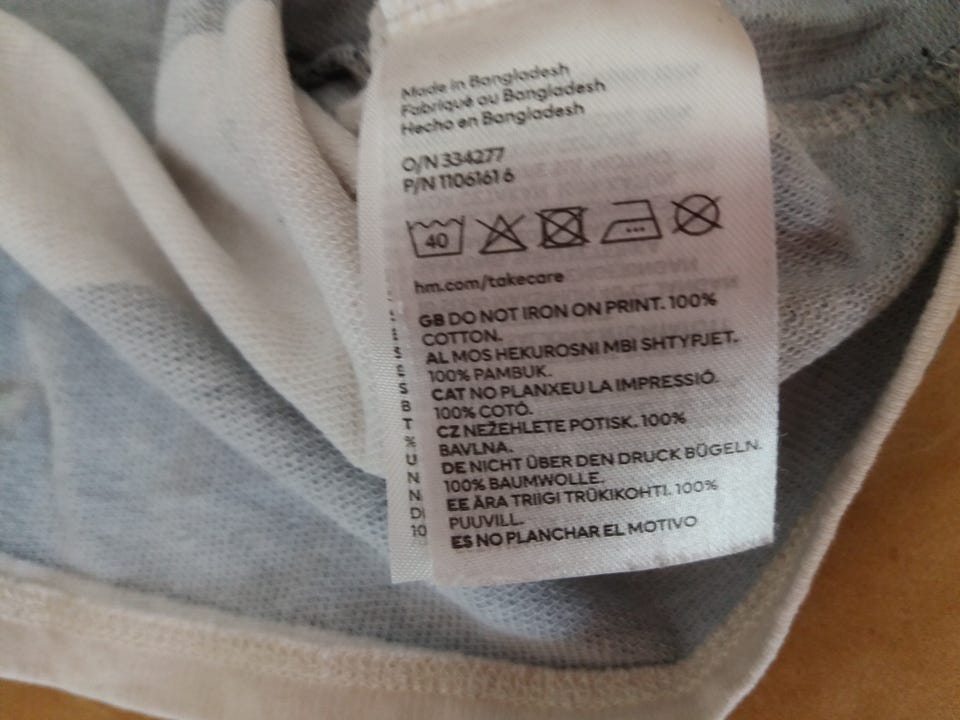 Made in Bangladesh
Fabriqué au Bangladesh
Hecho en Bangladesh
O/N 334277
P/N 1106161 6
40
hm.com/takecare
GB DO NOT IRON ON PRINT. 100%
COTTON.
AL MOS HEKUROSNI MBI SHTYPJET.
100% PAMBUK.
CAT NO PLANXEU LA IMPRESSIÓ.
100% COTÓ.
CZ NEŽEHLETE POTISK. 100%
BAVLNA.
DE NICHT ÜBER DEN DRUCK BÜGELN.
100% BAUMWOLLE.
EE ÄRA TRIIGI TRÜKIKOHTI. 100%
PUUVILL.
ES NO PLANCHAR EL MOTIVO